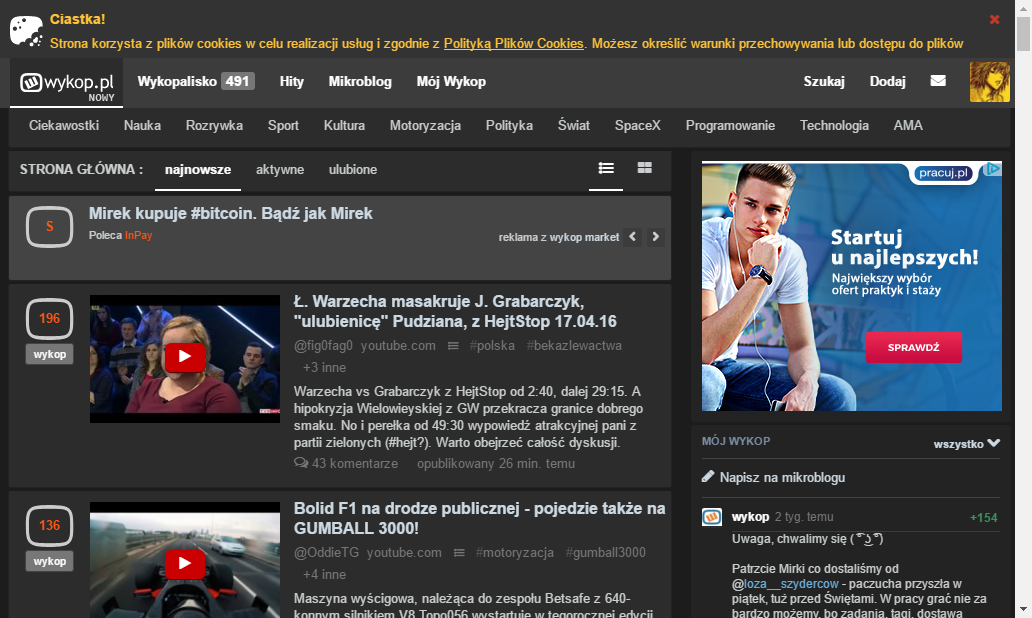 Ciastka!
Strona korzysta z plików cookies w celu realizacji usług i zgodnie z Polityką Plików Cookies. Możesz określić warunki przechowywania lub dostępu do plików
wykop.pl
NOWY
Wykopalisko 491 Hity Mikroblog Mój Wykop Szukaj Dodaj
Ciekawostki Nauka Rozrywka Sport Kultura Motoryzacja Polityka Świat SpaceX Programowanie Technologia AMA
STRONA GŁÓWNA : najnowsze aktywne ulubione
S
Mirek kupuje #bitcoin. Bądź jak Mirek
Poleca InPay
reklama z wykop market
196
wykop
Ł. Warzecha masakruje J. Grabarczyk,
"ulubienicę" Pudziana, z HejtStop 17.04.16
@fig0fag0 youtube.com #polska #bekazlewactwa
+3 inne
Warzecha vs Grabarczyk z HejtStop od 2:40, dalej 29:15. A
hipokryzja Wielowieyskiej z GW przekracza granice dobrego
smaku. No i perełka od 49:30 wypowiedź atrakcyjnej pani z
partii zielonych (#hejt?). Warto obejrzeć całość dyskusji.
43 komentarze opublikowany 26 min. temu
136
wykop
Bolid F1 na drodze publicznej - pojedzie także na
GUMBALL 3000!
@OddieTG youtube.com #motoryzacja #gumball3000
+4 inne
Maszyna wyścigowa, należąca do zespołu Betsafe z 640-
konnym silnikiem V8 Topo056 wystartuje w tegorocznej edycji
pracuj.pl
Startuj
u najlepszych!
Największy wybór
ofert praktyk i staży
SPRAWDŹ
MÓJ WYKOP wszystko
Napisz na mikroblogu
wykop 2 tyg. temu +154
Uwaga, chwalimy się ( ͡° ͜ʖ ͡°)
Patrzcie Mirki co dostaliśmy od
@loza__szydercow - paczucha przyszła w
piątek, tuż przed Świętami. W pracy grać nie za
bardzo możemy, bo zadania, tagi, dostawa